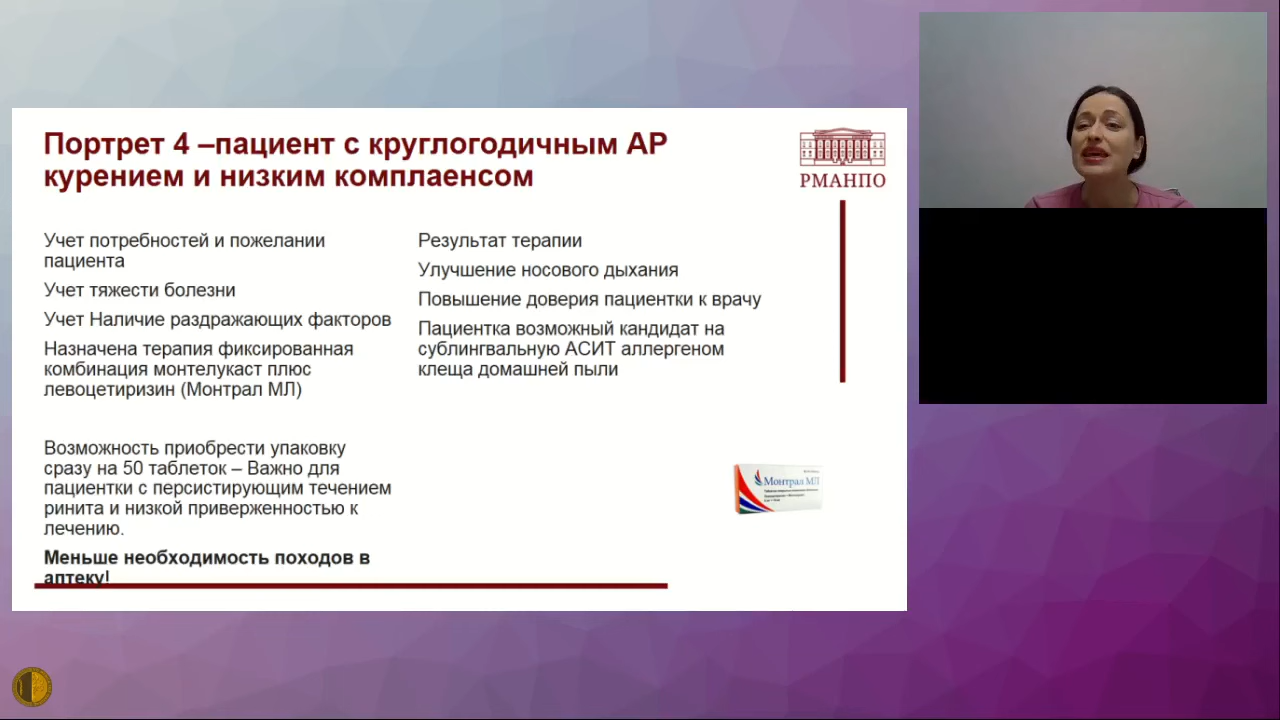 Портрет 4 –пациент с круглогодичным АР
курением и низким комплаенсом
РМАНПО
Учет потребностей и пожелании
пациента
Учет тяжести болезни
Учет Наличие раздражающих факторов
Назначена терапия фиксированная
комбинация монтелукаст плюс
левоцетиризин (Монтрал МЛ)
Возможность приобрести упаковку
сразу на 50 таблеток – Важно для
пациентки с персистирующим течением
ринита и низкой приверженностью к
лечению.
Меньше необходимость походов в
аптеку!
Результат терапии
Улучшение носового дыхания
Повышение доверия пациентки к врачу
Пациентка возможный кандидат на
сублингвальную АСИТ аллергеном
клеща домашней пыли
Монтрал МЛ